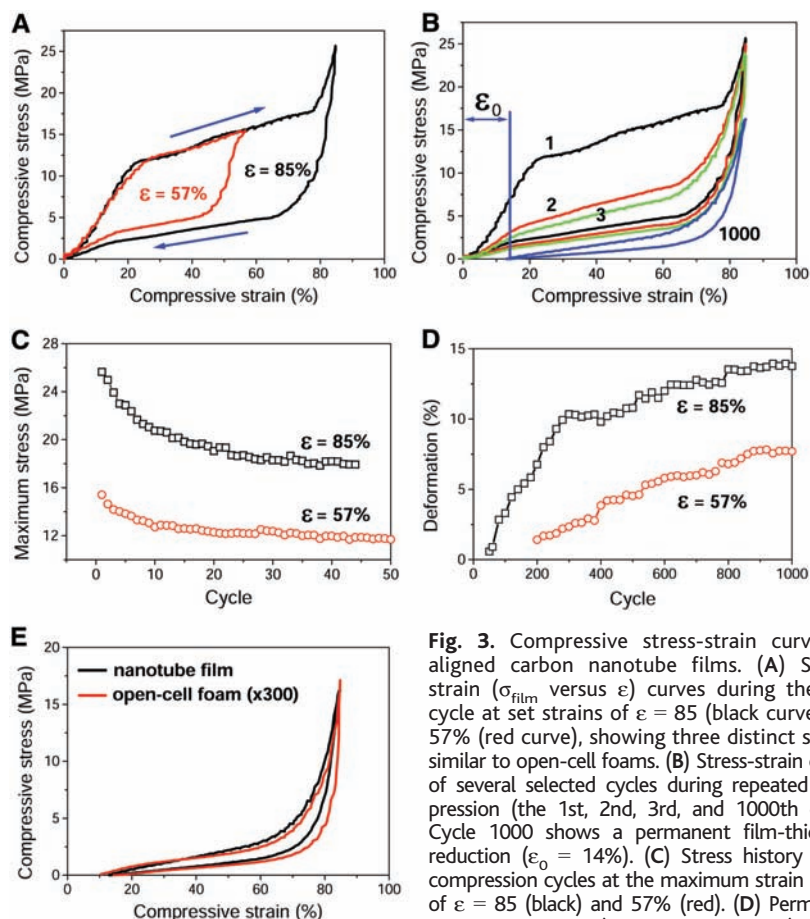 A
Compressive stress (MPa)
25
20
15
10
5
0
ε = 57%
ε = 85%
0 20 40 60 80 100
Compressive strain (%)
B
Compressive stress (MPa)
25
20
15
10
5
0
ε0
1
2
3
1000
0 20 40 60 80 100
Compressive strain (%)
C
Maximum stress (MPa)
28
24
20
16
12
ε = 85%
ε = 57%
0 10 20 30 40 50
Cycle
D
Deformation (%)
15
10
5
0
ε = 85%
ε = 57%
0 200 400 600 800 1000
Cycle
E
Compressive stress (MPa)
20
15
10
5
0
nanotube film
open-cell foam (x300)
0 20 40 60 80 100
Compressive strain (%)
Fig. 3. Compressive stress-strain curv
aligned carbon nanotube films. (A) S
strain (σfilm versus ε) curves during the
cycle at set strains of ε = 85 (black curve
57% (red curve), showing three distinct s
similar to open-cell foams. (B) Stress-strain
of several selected cycles during repeated
pression (the 1st, 2nd, 3rd, and 1000th
Cycle 1000 shows a permanent film-thi
reduction (ε0 = 14%). (C) Stress history
compression cycles at the maximum strain
of ε = 85 (black) and 57% (red). (D) Perm